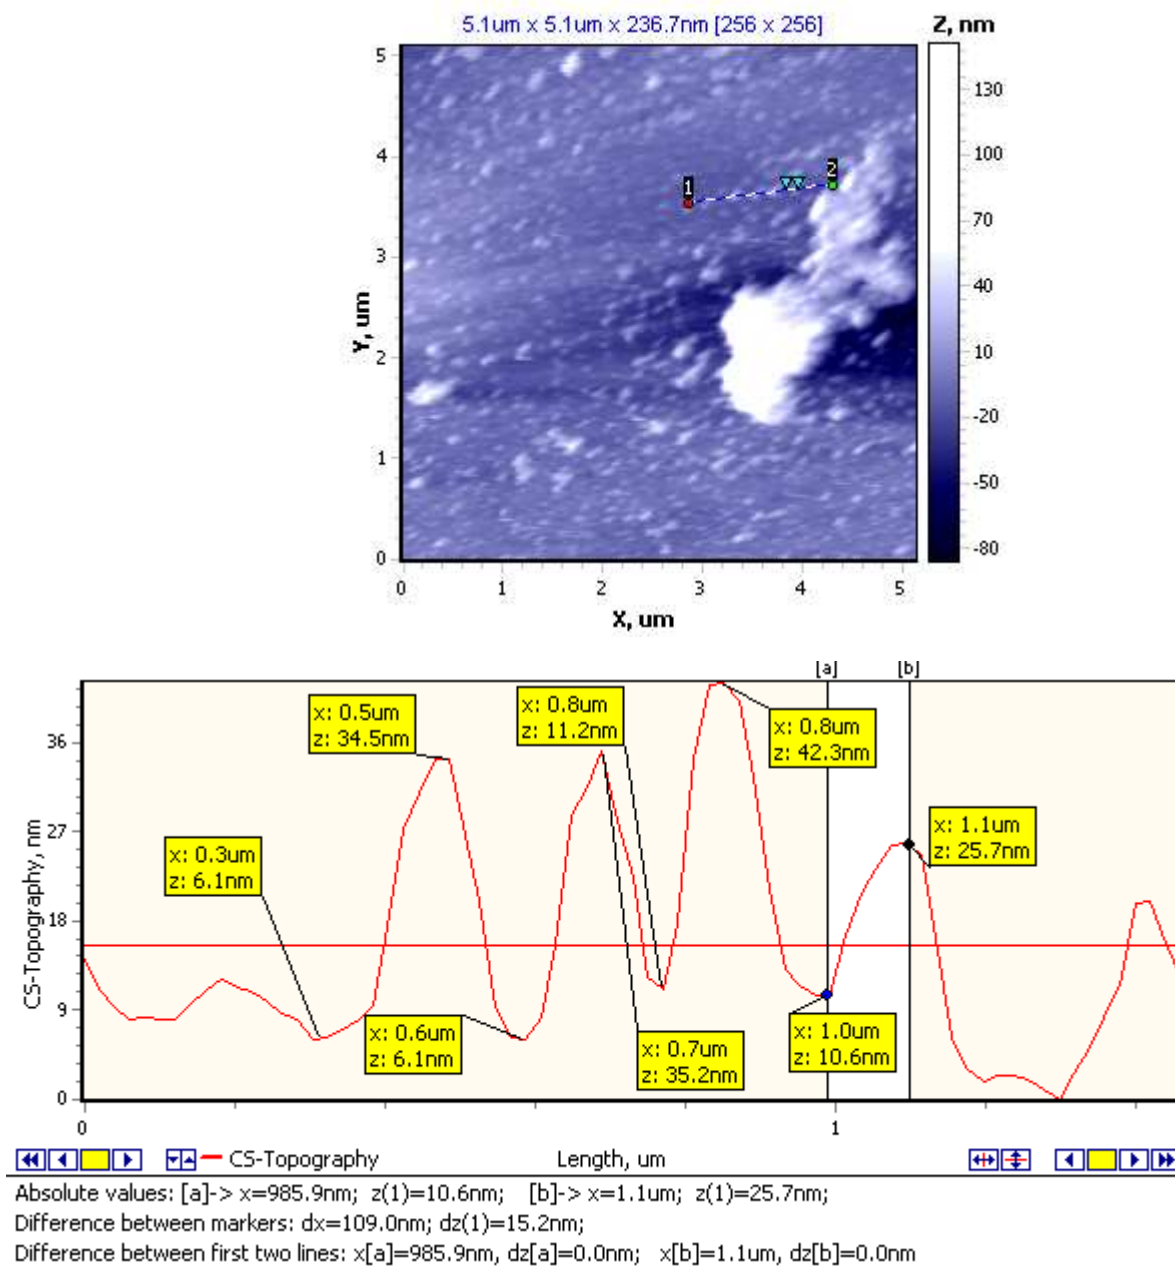 5.1um x 5.1um x 236.7nm [256 x 256]
Z, nm
5
4
3
2
1
0
Y, um
1
2
130
100
70
40
10
-20
-50
-80
0
1
2
3
4
5
X, um
[a]
[b]
36
27
18
9
0
CS-Topography, nm
x: 0.5um
z: 34.5nm
x: 0.8um
z: 11.2nm
x: 0.8um
z: 42.3nm
x: 0.3um
z: 6.1nm
x: 1.1um
z: 25.7nm
x: 0.6um
z: 6.1nm
x: 0.7um
z: 35.2nm
x: 1.0um
z: 10.6nm
0
1
CS-Topography
Length, um
Absolute values: [a]-> x=985.9nm; z(1)=10.6nm; [b]-> x=1.1um; z(1)=25.7nm;
Difference between markers: dx=109.0nm; dz(1)=15.2nm;
Difference between first two lines: x[a]=985.9nm, dz[a]=0.0nm; x[b]=1.1um, dz[b]=0.0nm